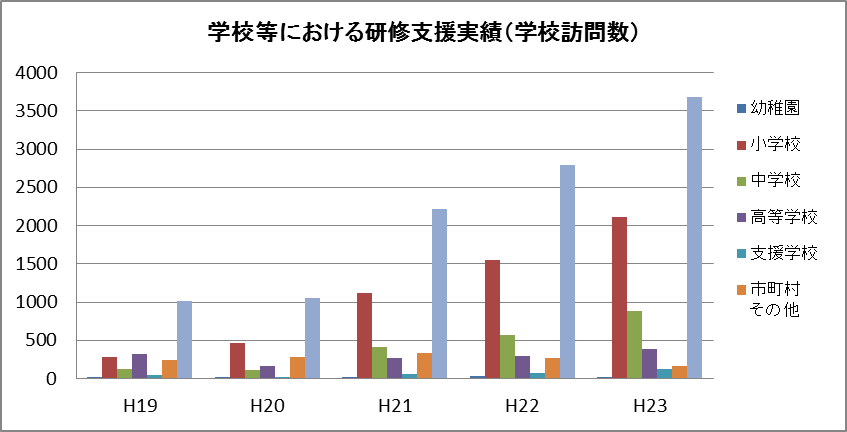 学校等における研修支援実績（学校訪問数）
4000
3500
3000
2500
2000
1500
1000
500
0
H19
H20
H21
H22
H23
幼稚園
小学校
中学校
高等学校
支援学校
市町村
その他